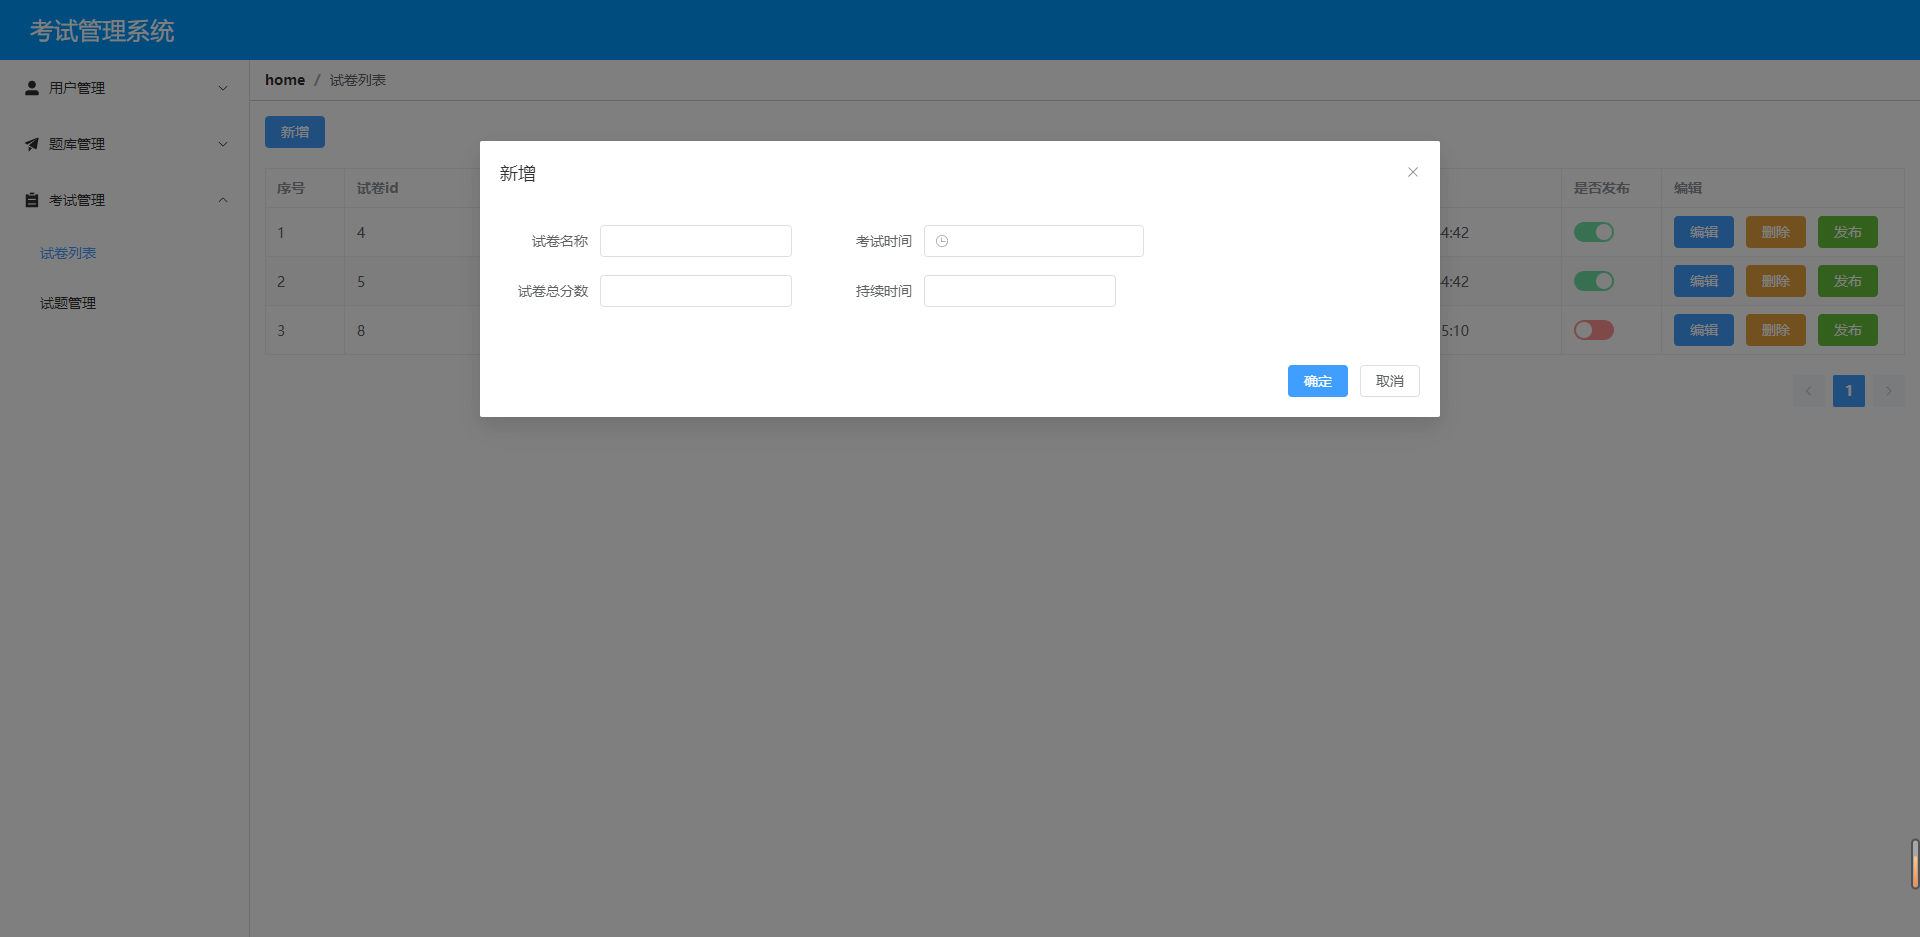 考试管理系统
用户管理
题库管理
考试管理
试卷列表
试题管理
home / 试卷列表
新增
序号 试卷id 是否发布 编辑
1 4 4:42 编辑 删除 发布
2 5 4:42 编辑 删除 发布
3 8 5:10 编辑 删除 发布
1
新增
试卷名称 考试时间
试卷总分数 持续时间
确定 取消